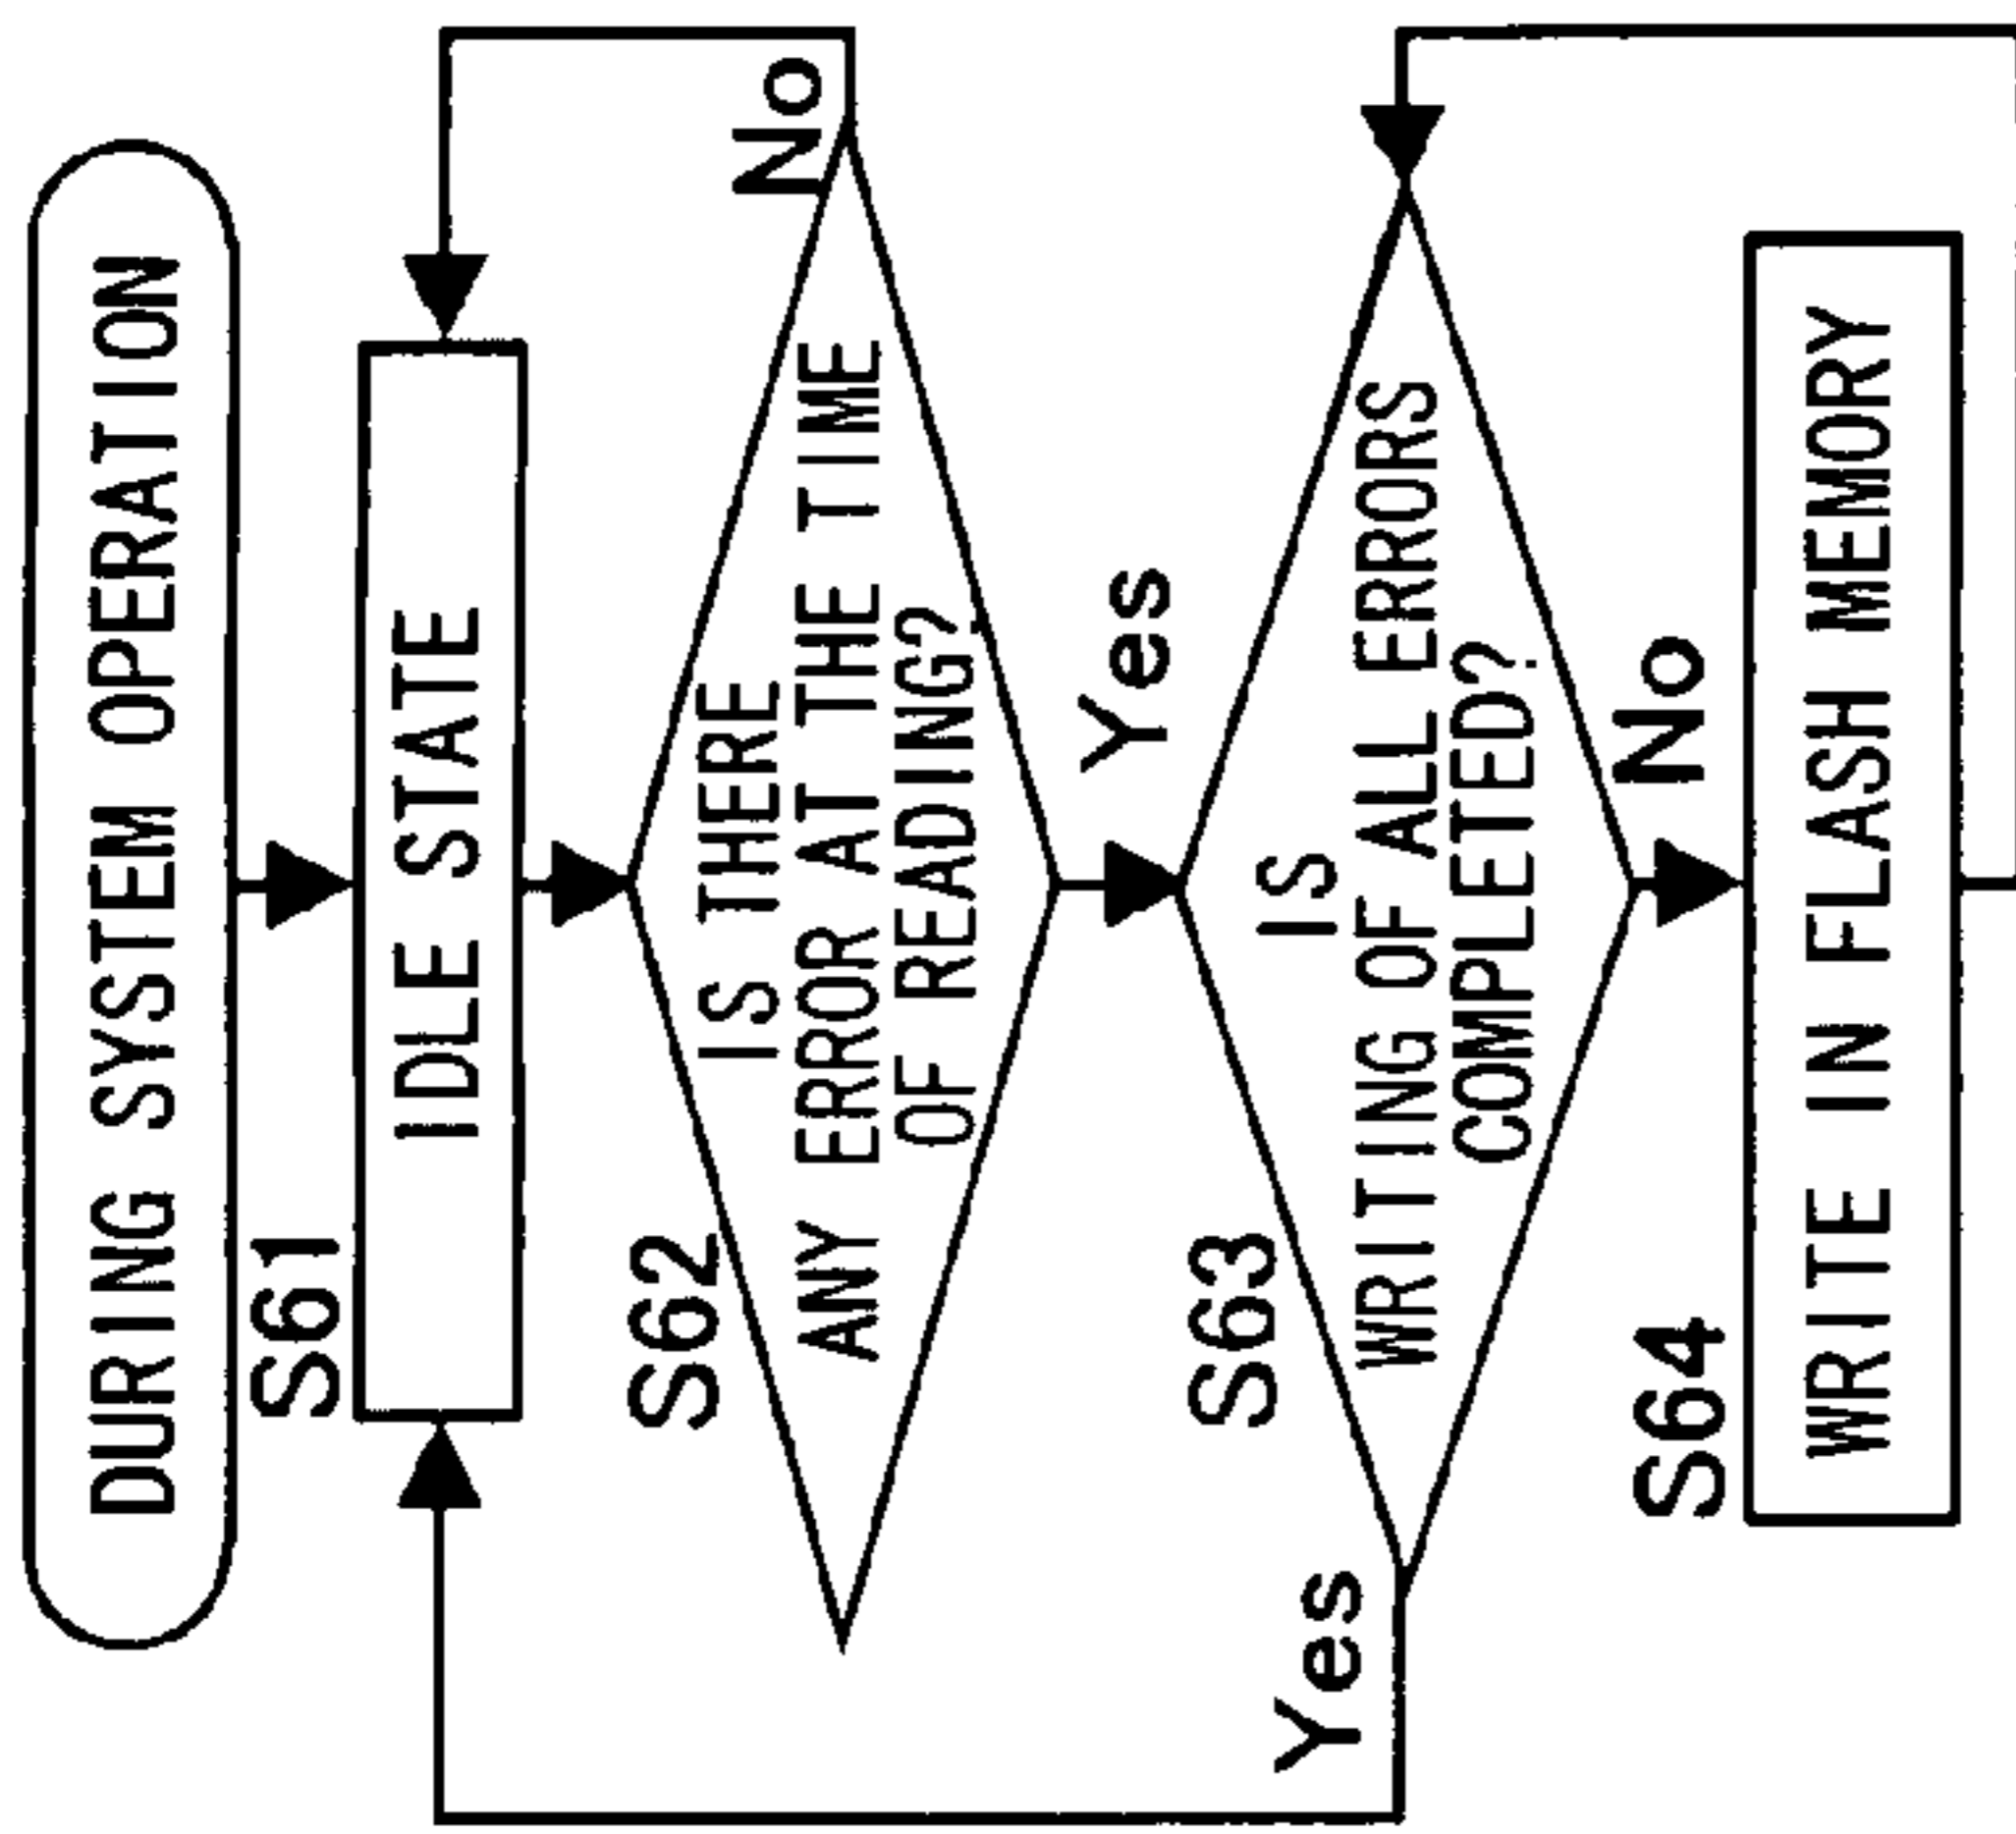 DURING SYSTEM OPERATION
S61
IDLE STATE
S62
IS THERE
ANY ERROR AT THE TIME
OF READING?
No
Yes
S63
IS
WRITING OF ALL ERRORS
COMPLETED?
Yes
No
S64
WRITE IN FLASH MEMORY